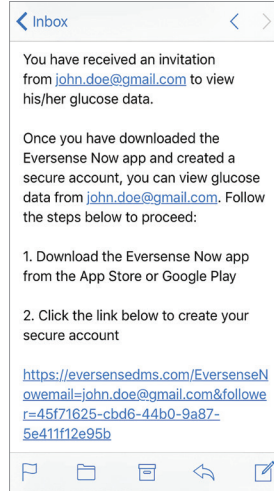 Inbox
You have received an invitation
from john.doe@gmail.com to view
his/her glucose data.
Once you have downloaded the
Eversense Now app and created a
secure account, you can view glucose
data from john.doe@gmail.com. Follow
the steps below to proceed:
1. Download the Eversense Now app
from the App Store or Google Play
2. Click the link below to create your
secure account
https://eversensedms.com/EversenseN
owemail=john.doe@gmail.com&followe
r=45f71625-cbd6-44b0-9a87-
5e411f12e95b